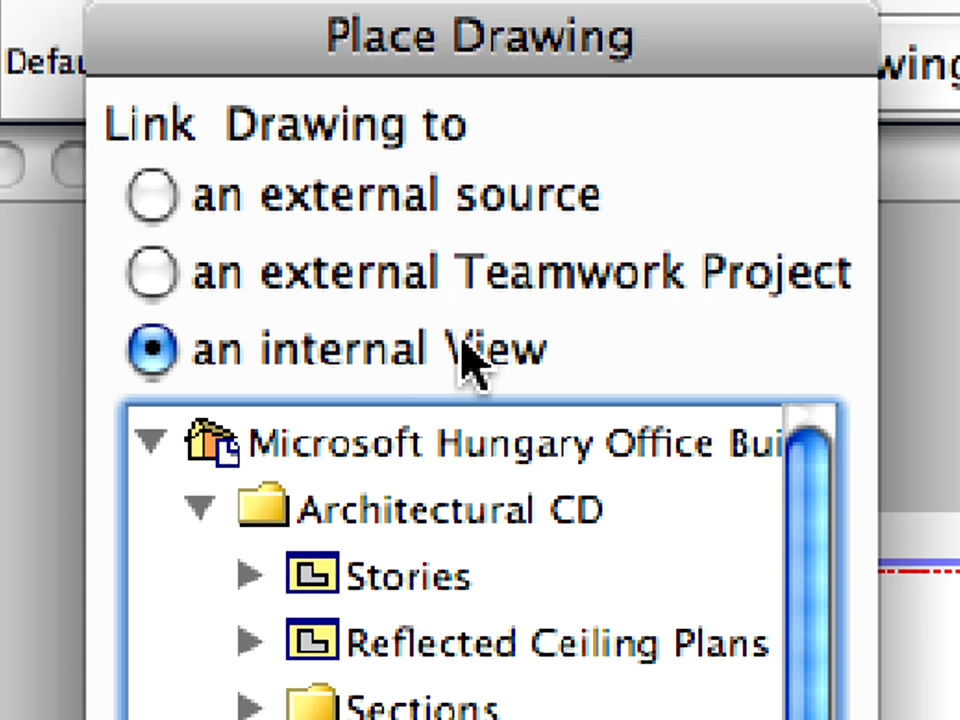 Place Drawing
Link Drawing to
an external source
an external Teamwork Project
an internal View
Microsoft Hungary Office Bui
Architectural CD
Stories
Reflected Ceiling Plans
Sections